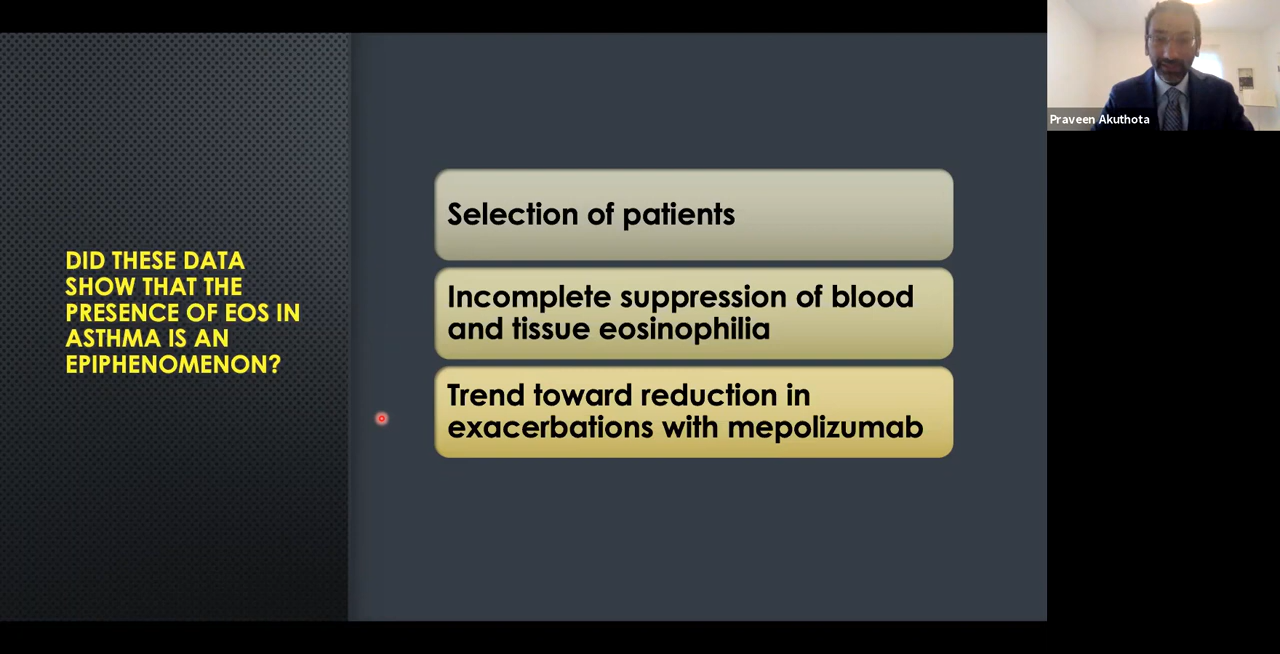 DID THESE DATA
SHOW THAT THE
PRESENCE OF EOS IN
ASTHMA IS AN
EPIPHENOMENON?
Selection of patients
Incomplete suppression of blood
and tissue eosinophilia
Trend toward reduction in
exacerbations with mepolizumab
Praveen Akuthota